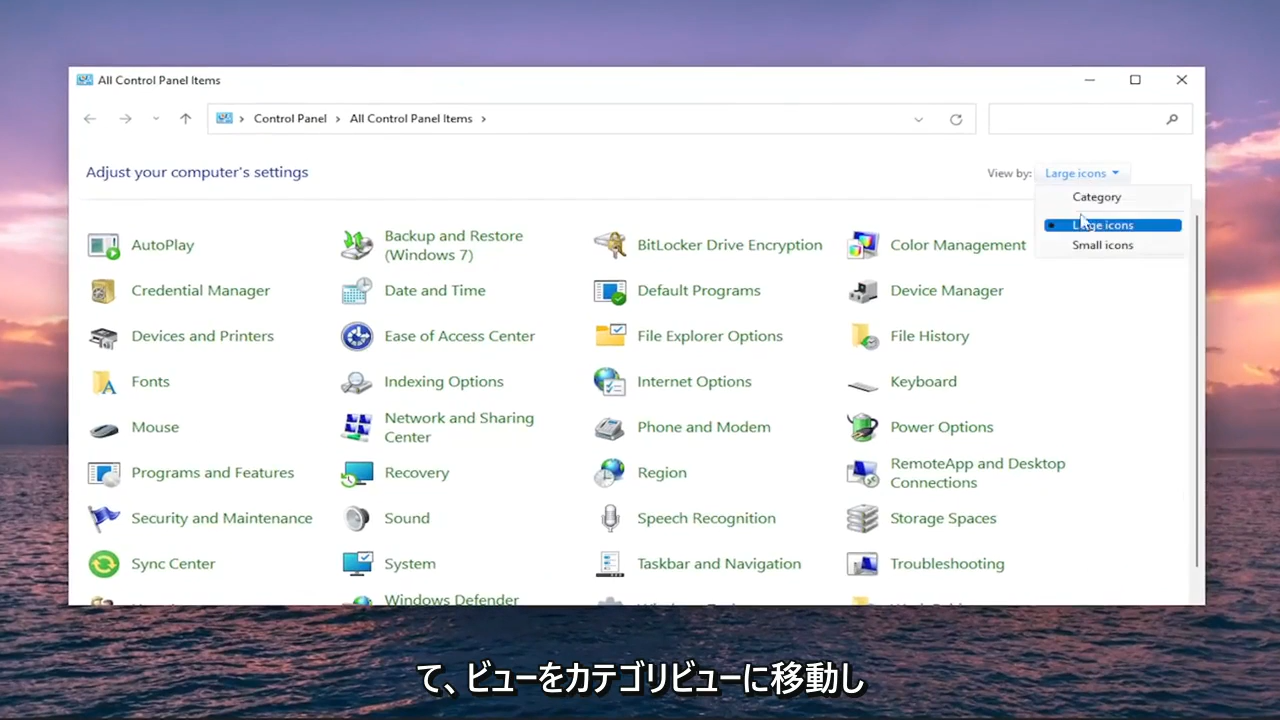 All Control Panel Items
Control Panel > All Control Panel Items >
Adjust your computer's settings
View by: Large icons
Category
Large icons
Small icons
AutoPlay
Backup and Restore
(Windows 7)
BitLocker Drive Encryption
Color Management
Credential Manager
Date and Time
Default Programs
Device Manager
Devices and Printers
Ease of Access Center
File Explorer Options
File History
Fonts
Indexing Options
Internet Options
Keyboard
Mouse
Network and Sharing
Center
Phone and Modem
Power Options
Programs and Features
Recovery
Region
RemoteApp and Desktop
Connections
Security and Maintenance
Sound
Speech Recognition
Storage Spaces
Sync Center
System
Taskbar and Navigation
Troubleshooting
Windows Defender
て、ビューをカテゴリビューに移動し